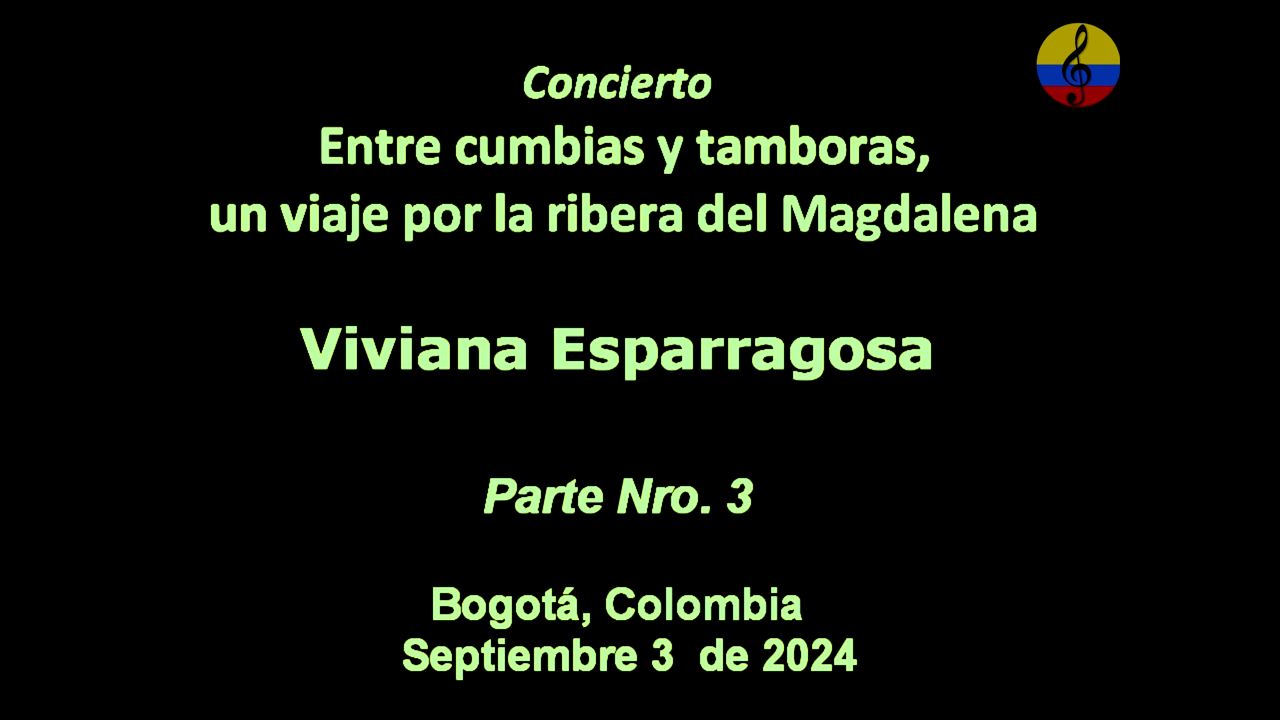 Concierto
Entre cumbias y tamboras,
un viaje por la ribera del Magdalena
Viviana Esparragosa
Parte Nro. 3
Bogotá, Colombia
Septiembre 3 de 2024